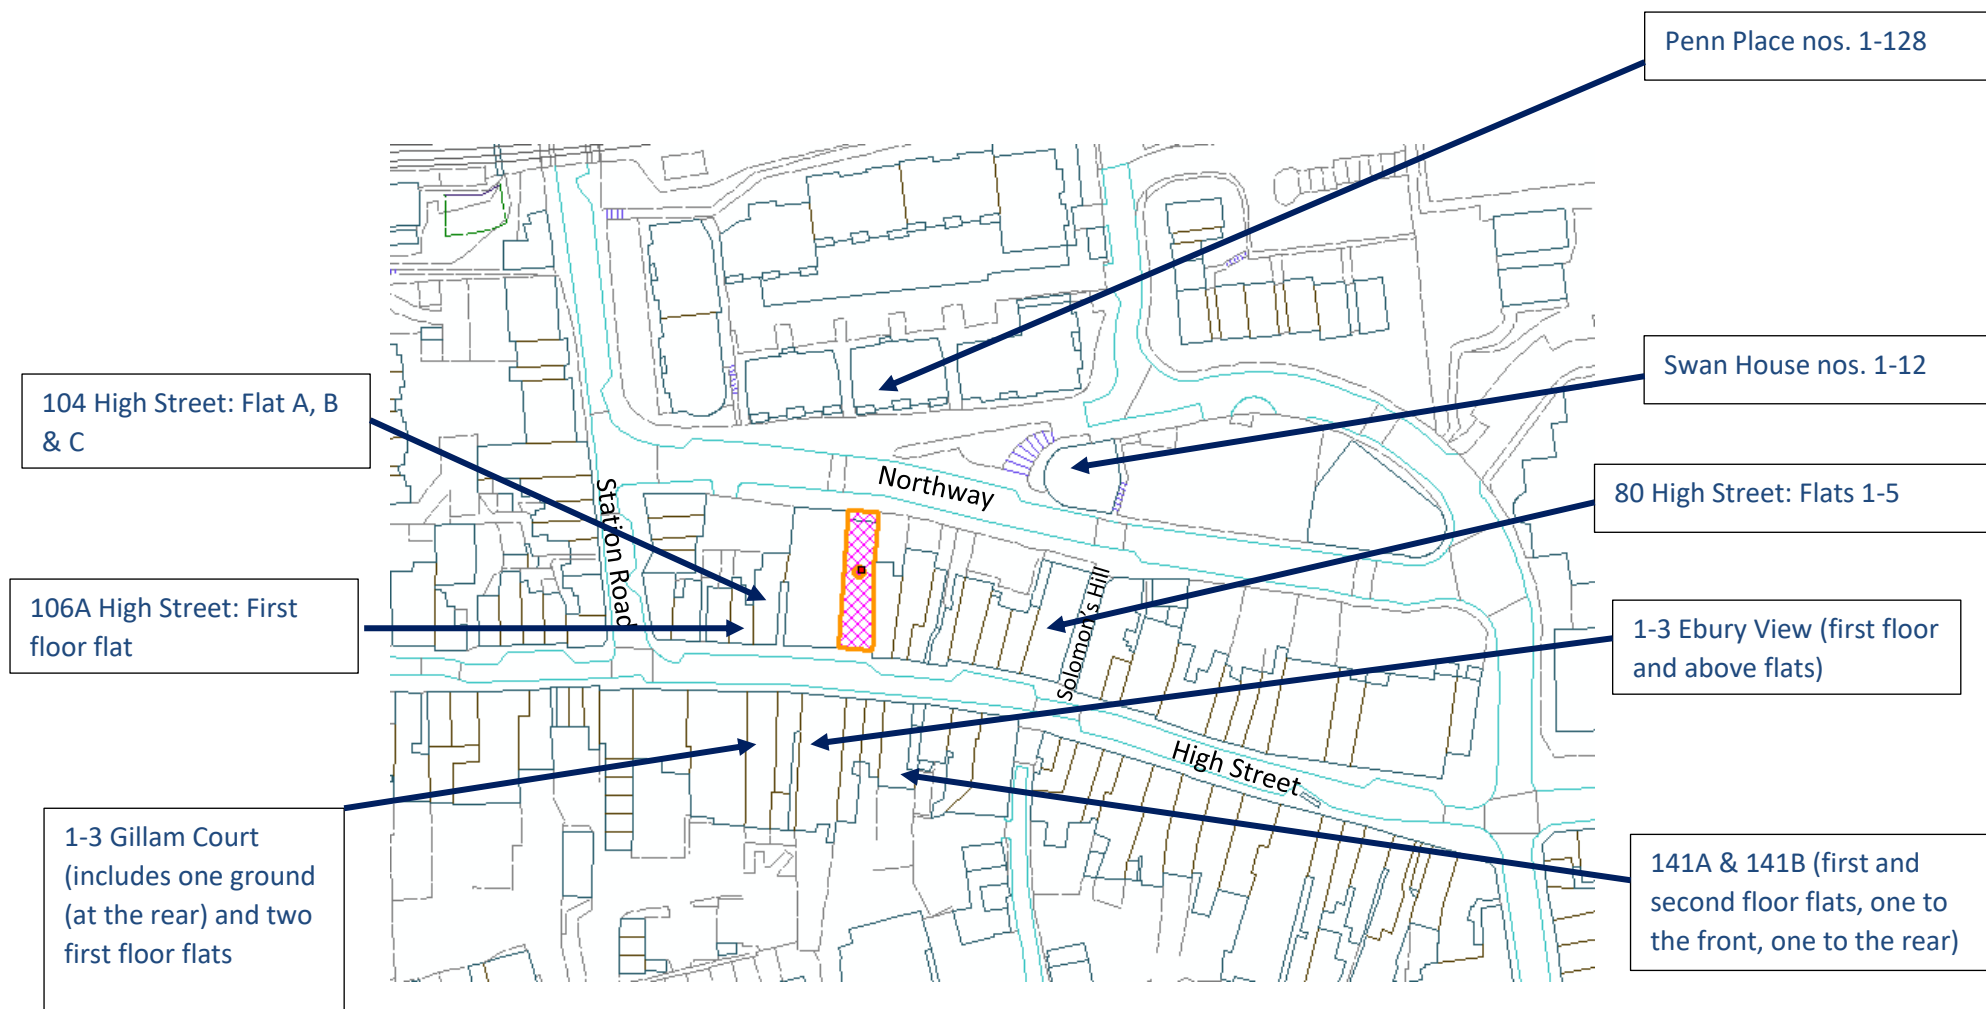 Penn Place nos. 1-128
Swan House nos. 1-12
104 High Street: Flat A, B
& C
80 High Street: Flats 1-5
Northway
Station Road
Solomon's Hill
High Street
106A High Street: First
floor flat
1-3 Ebury View (first floor
and above flats)
1-3 Gillam Court
(includes one ground
(at the rear) and two
first floor flats
141A & 141B (first and
second floor flats, one to
the front, one to the rear)